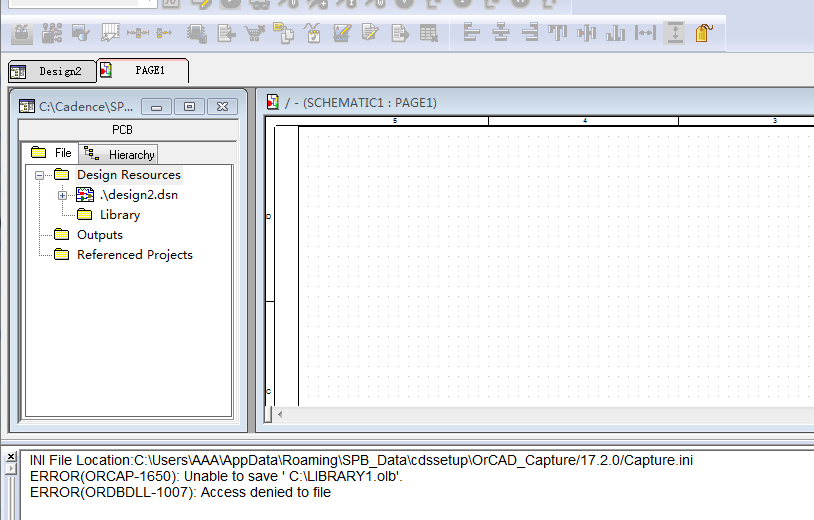 Design2
PAGE1
C:\Cadence\SP...
/ - (SCHEMATIC1 : PAGE1)
PCB
5
4
3
File
Hierarchy
Design Resources
.\design2.dsn
Library
Outputs
Referenced Projects
D
C
INI File Location:C:\Users\AAA\AppData\Roaming\SPB_Data\cdssetup\OrCAD_Capture/17.2.0/Capture.ini
ERROR(ORCAP-1650): Unable to save ' C:\LIBRARY1.olb'.
ERROR(ORDBDLL-1007): Access denied to file